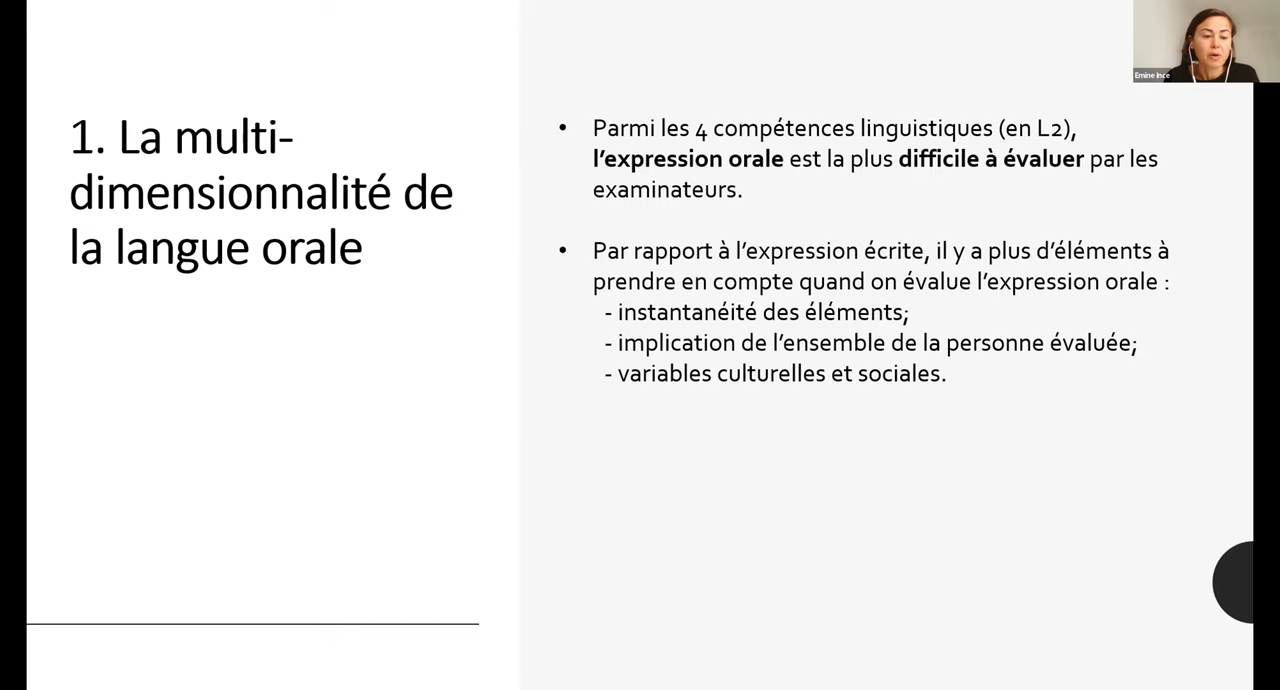 1. La multi-
dimensionnalité de
la langue orale
• Parmi les 4 compétences linguistiques (en L2),
l’expression orale est la plus difficile à évaluer par les
examinateurs.
• Par rapport à l’expression écrite, il y a plus d’éléments à
prendre en compte quand on évalue l’expression orale :
- instantanéité des éléments;
- implication de l’ensemble de la personne évaluée;
- variables culturelles et sociales.
Emine Ince